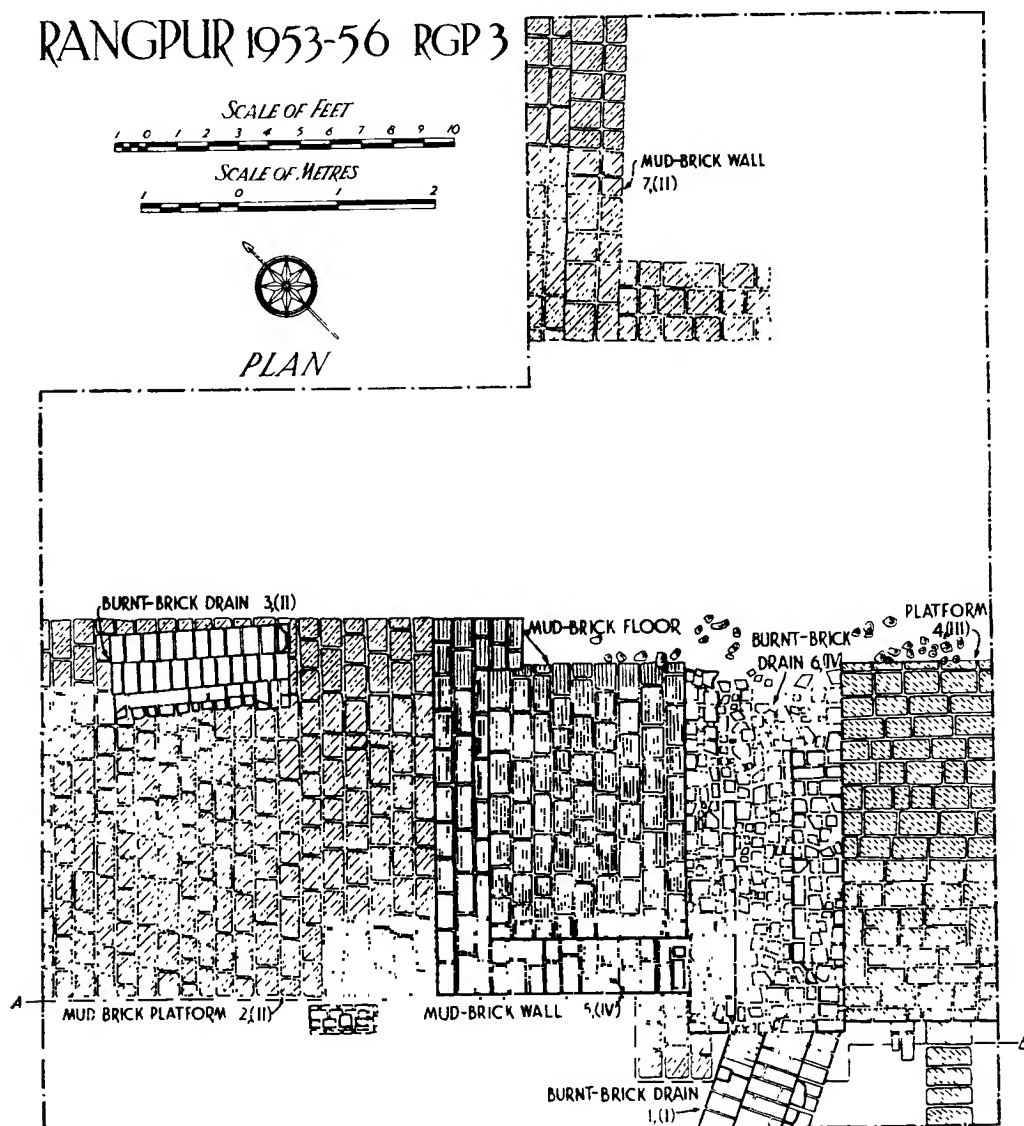 RANGPUR 1953-56 RGP 3
SCALE OF FEET
1 0 1 2 3 4 5 6 7 8 9 10
SCALE OF METRES
1 0 1 2
PLAN
MUD-BRICK WALL
7,(II)
BURNT-BRICK DRAIN 3,(II)
MUD-BRICK FLOOR
BURNT-BRICK
DRAIN 6,(IV)
PLATFORM
4,(III)
A
MUD BRICK PLATFORM 2,(II)
MUD-BRICK WALL 5,(IV)
BURNT-BRICK DRAIN
1,(I)